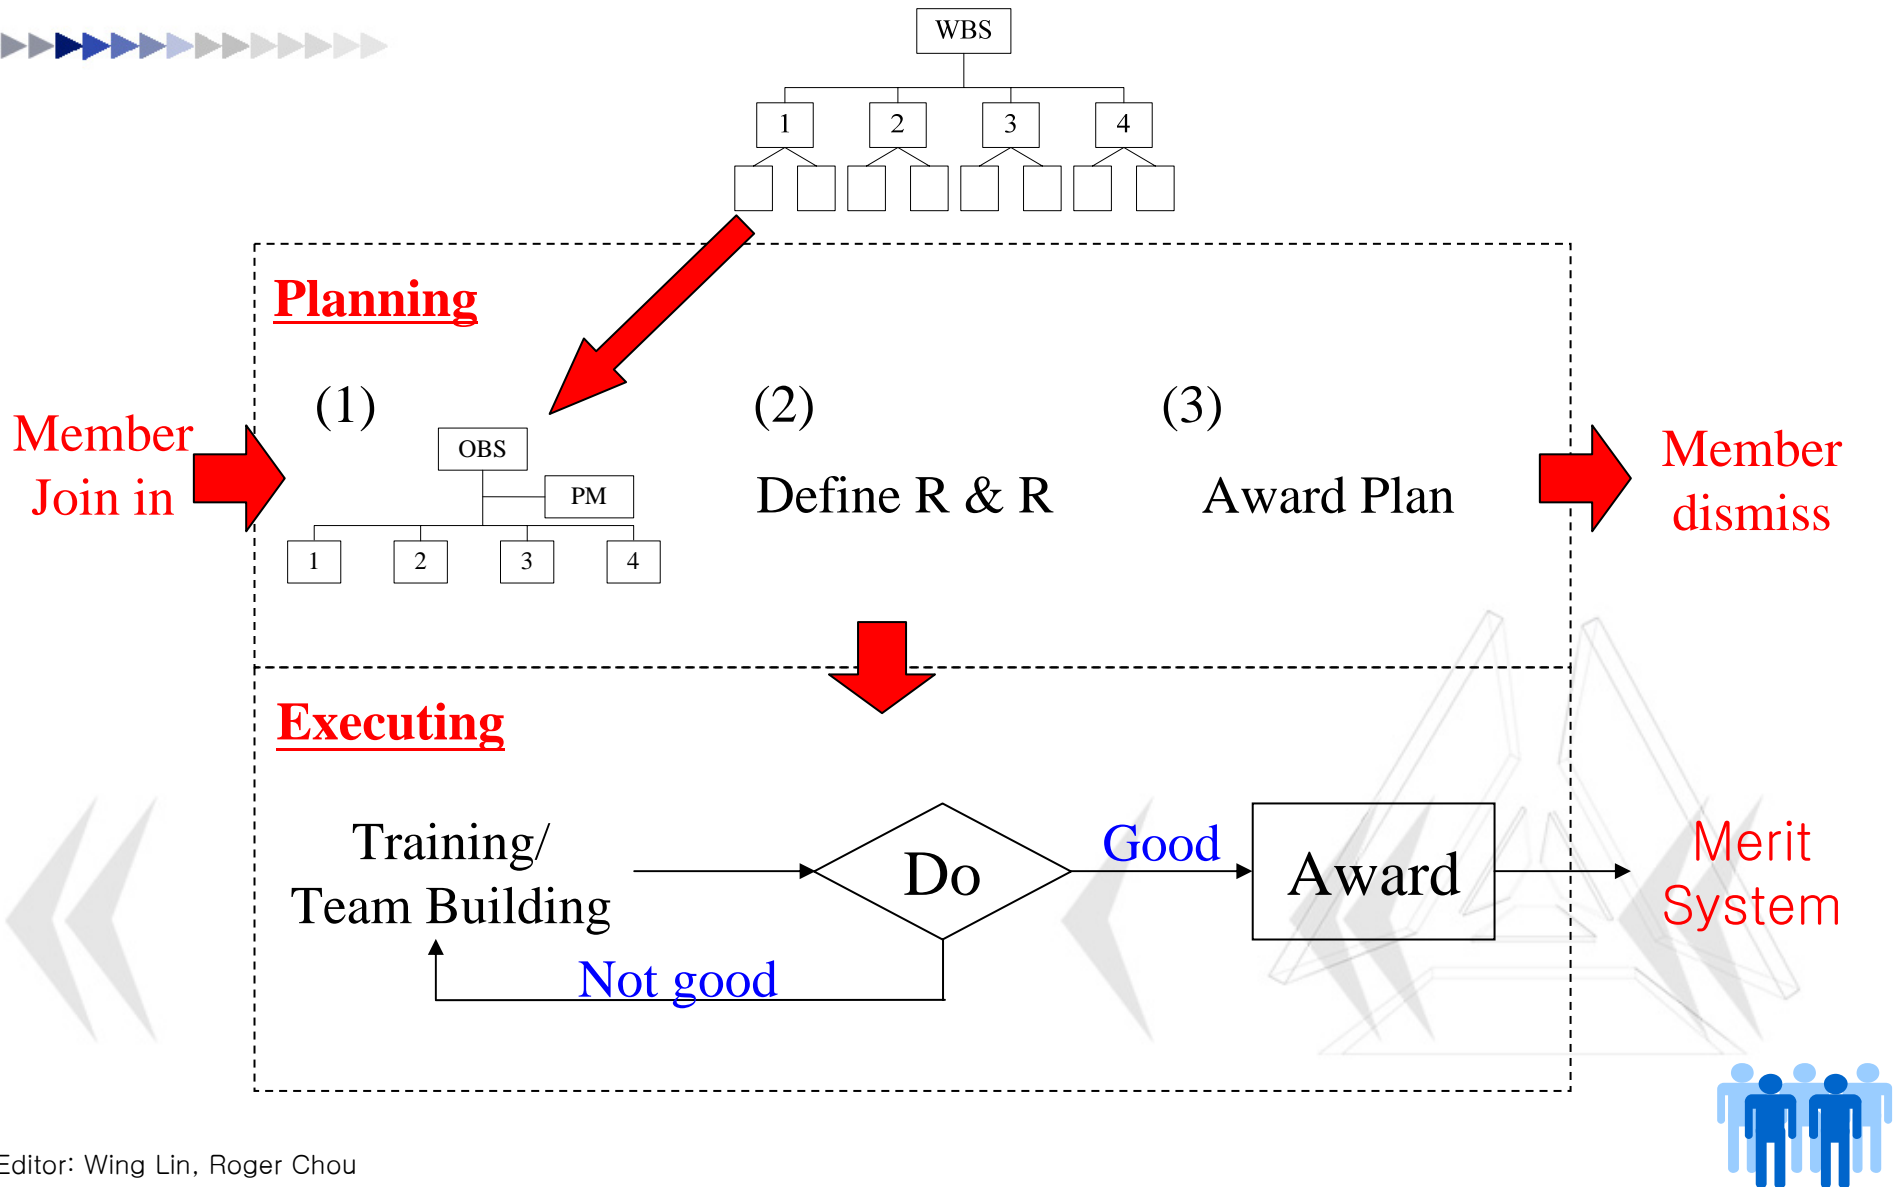 WBS
1 2 3 4
Planning
(1) (2) (3)
Member
Join in
OBS
PM
1 2 3 4
Define R & R
Award Plan
Member
dismiss
Executing
Training/
Team Building
Do
Good
Award
Merit
System
Not good
Editor: Wing Lin, Roger Chou